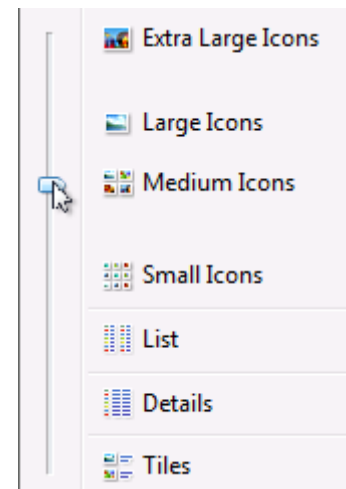 Extra Large Icons
Large Icons
Medium Icons
Small Icons
List
Details
Tiles